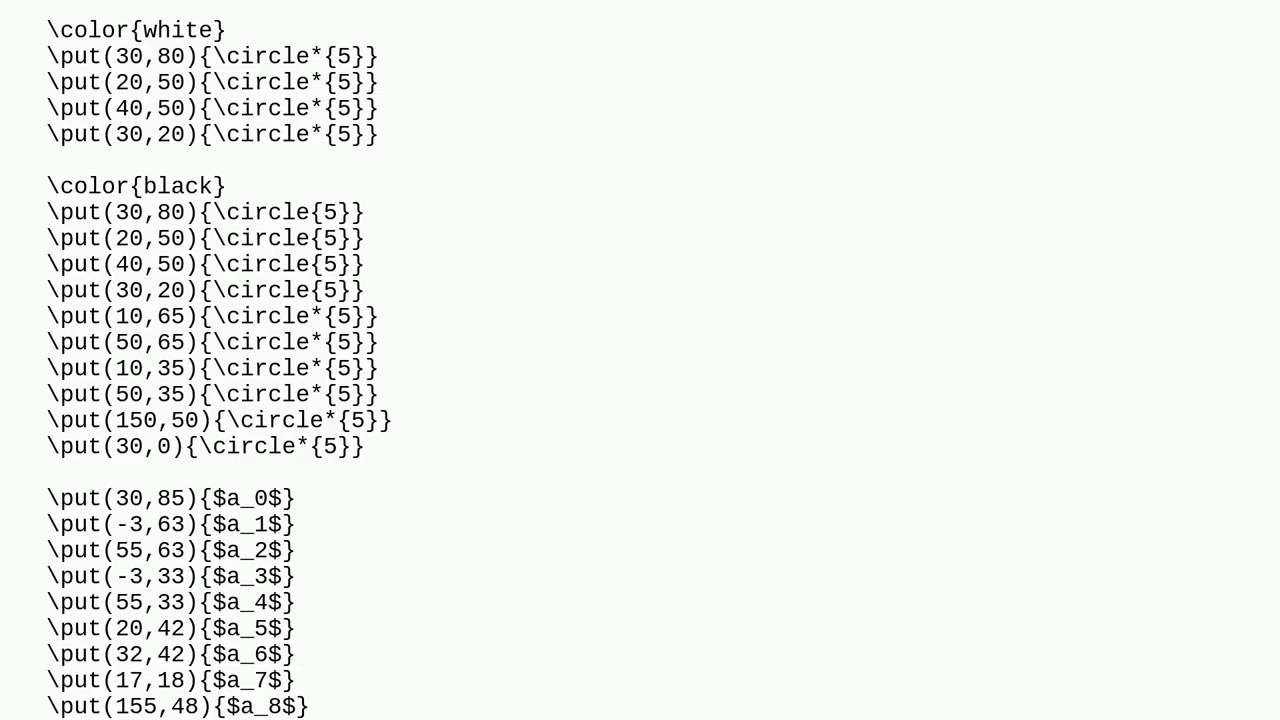 \color{white}
\put(30,80){\circle*{5}}
\put(20,50){\circle*{5}}
\put(40,50){\circle*{5}}
\put(30,20){\circle*{5}}

\color{black}
\put(30,80){\circle{5}}
\put(20,50){\circle{5}}
\put(40,50){\circle{5}}
\put(30,20){\circle{5}}
\put(10,65){\circle*{5}}
\put(50,65){\circle*{5}}
\put(10,35){\circle*{5}}
\put(50,35){\circle*{5}}
\put(150,50){\circle*{5}}
\put(30,0){\circle*{5}}

\put(30,85){$a_0$}
\put(-3,63){$a_1$}
\put(55,63){$a_2$}
\put(-3,33){$a_3$}
\put(55,33){$a_4$}
\put(20,42){$a_5$}
\put(32,42){$a_6$}
\put(17,18){$a_7$}
\put(155,48){$a_8$}